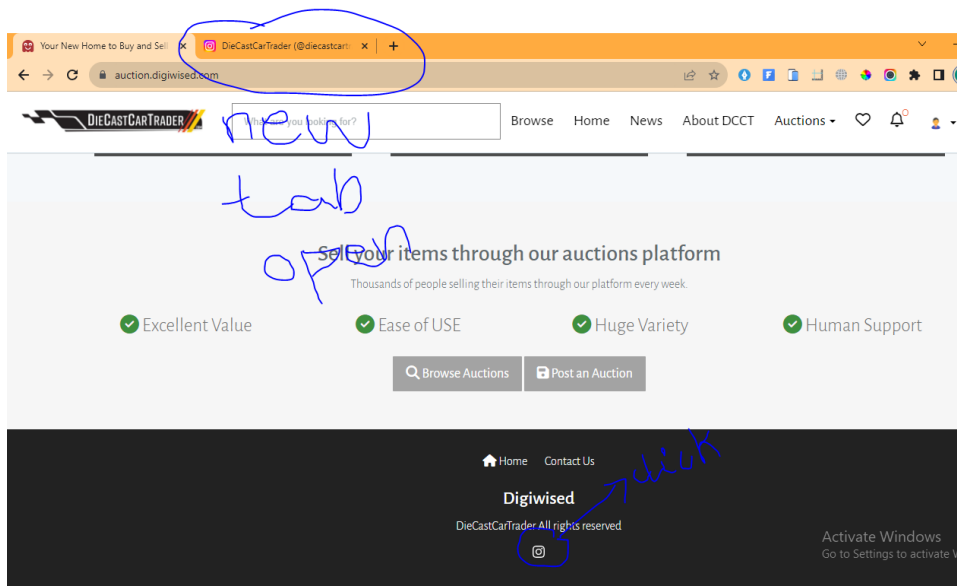 Your New Home to Buy and Sell
DieCastCarTrader (@diecastcart
auction.digiwised.com
DIECASTCARTRADER
What are you looking for?
Browse Home News About DCCT Auctions
new
tab
open
Sell your items through our auctions platform
Thousands of people selling their items through our platform every week.
Excellent Value Ease of USE Huge Variety Human Support
Browse Auctions Post an Auction
click
Home Contact Us
Digiwised
DieCastCarTrader All rights reserved
Activate Windows
Go to Settings to activate W